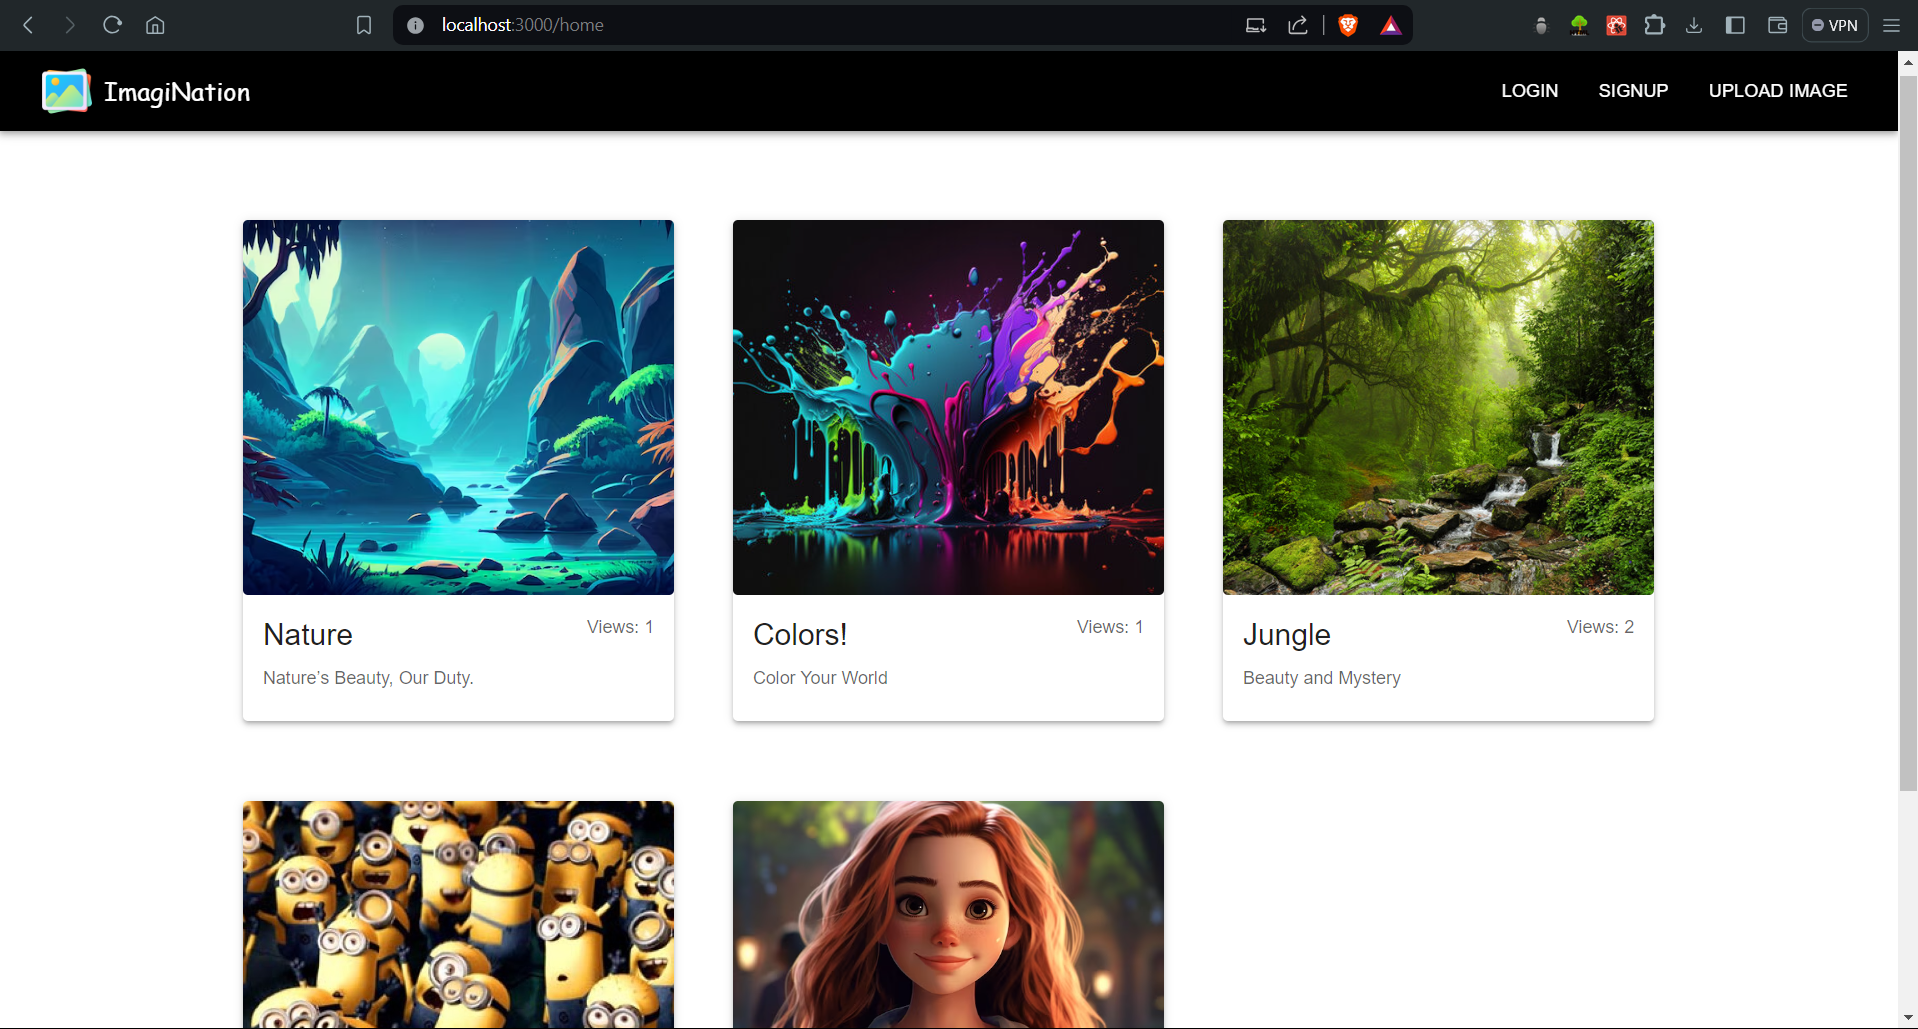 localhost:3000/home
VPN
ImagiNation
LOGIN SIGNUP UPLOAD IMAGE
Nature Views: 1
Nature’s Beauty, Our Duty.
Colors! Views: 1
Color Your World
Jungle Views: 2
Beauty and Mystery